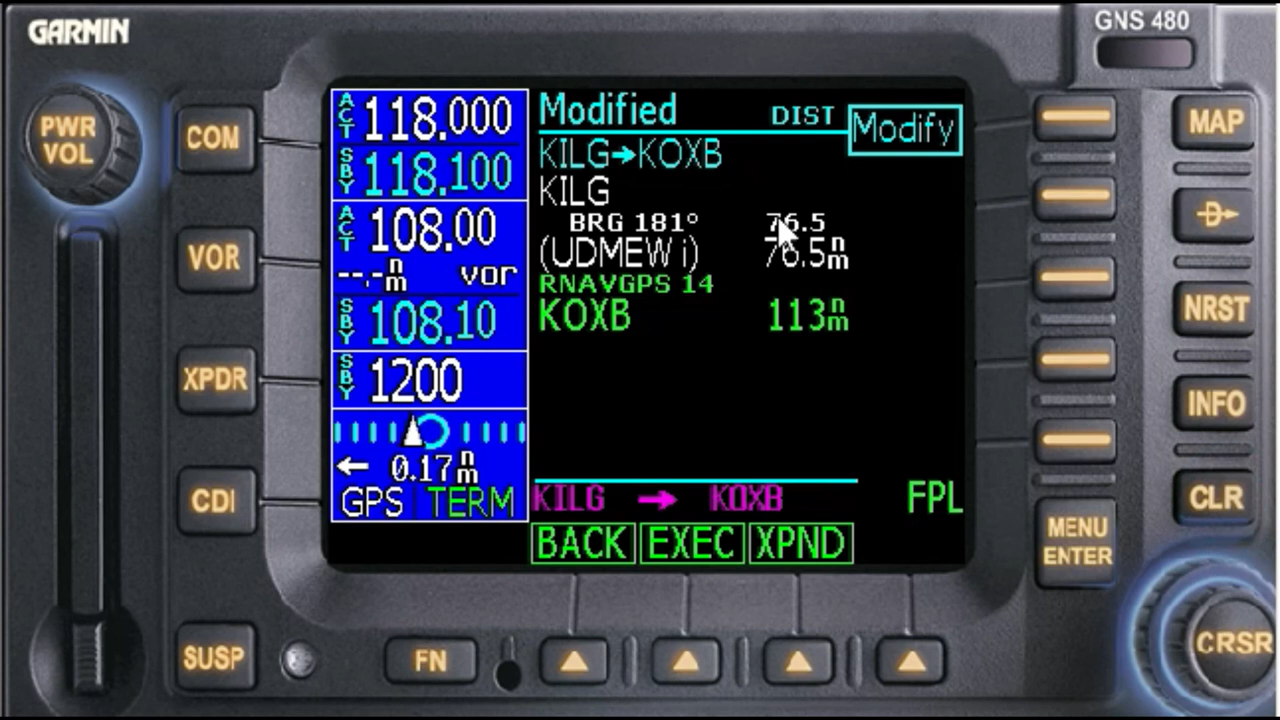 GARMIN
GNS 480
PWR
VOL
COM
VOR
XPDR
CDI
SUSP
ACT 118.000
SBY 118.100
ACT 108.00
--.-nm vor
SBY 108.10
SBY 1200
← 0.17nm
GPS TERM
Modified DIST
Modify
KILG→KOXB
KILG
BRG 181° 76.5
(UDMEW i) 76.5nm
RNAVGPS 14
KOXB 113nm
KILG → KOXB
FPL
BACK EXEC XPND
FN
MAP
D→
NRST
INFO
CLR
MENU
ENTER
CRSR